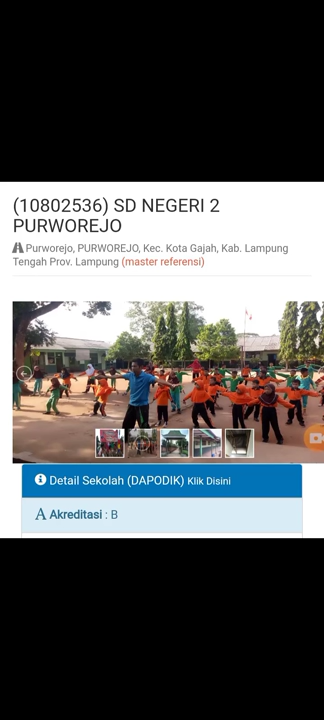 (10802536) SD NEGERI 2
PURWOREJO
Purworejo, PURWOREJO, Kec. Kota Gajah, Kab. Lampung
Tengah Prov. Lampung (master referensi)
Detail Sekolah (DAPODIK) Klik Disini
Akreditasi : B